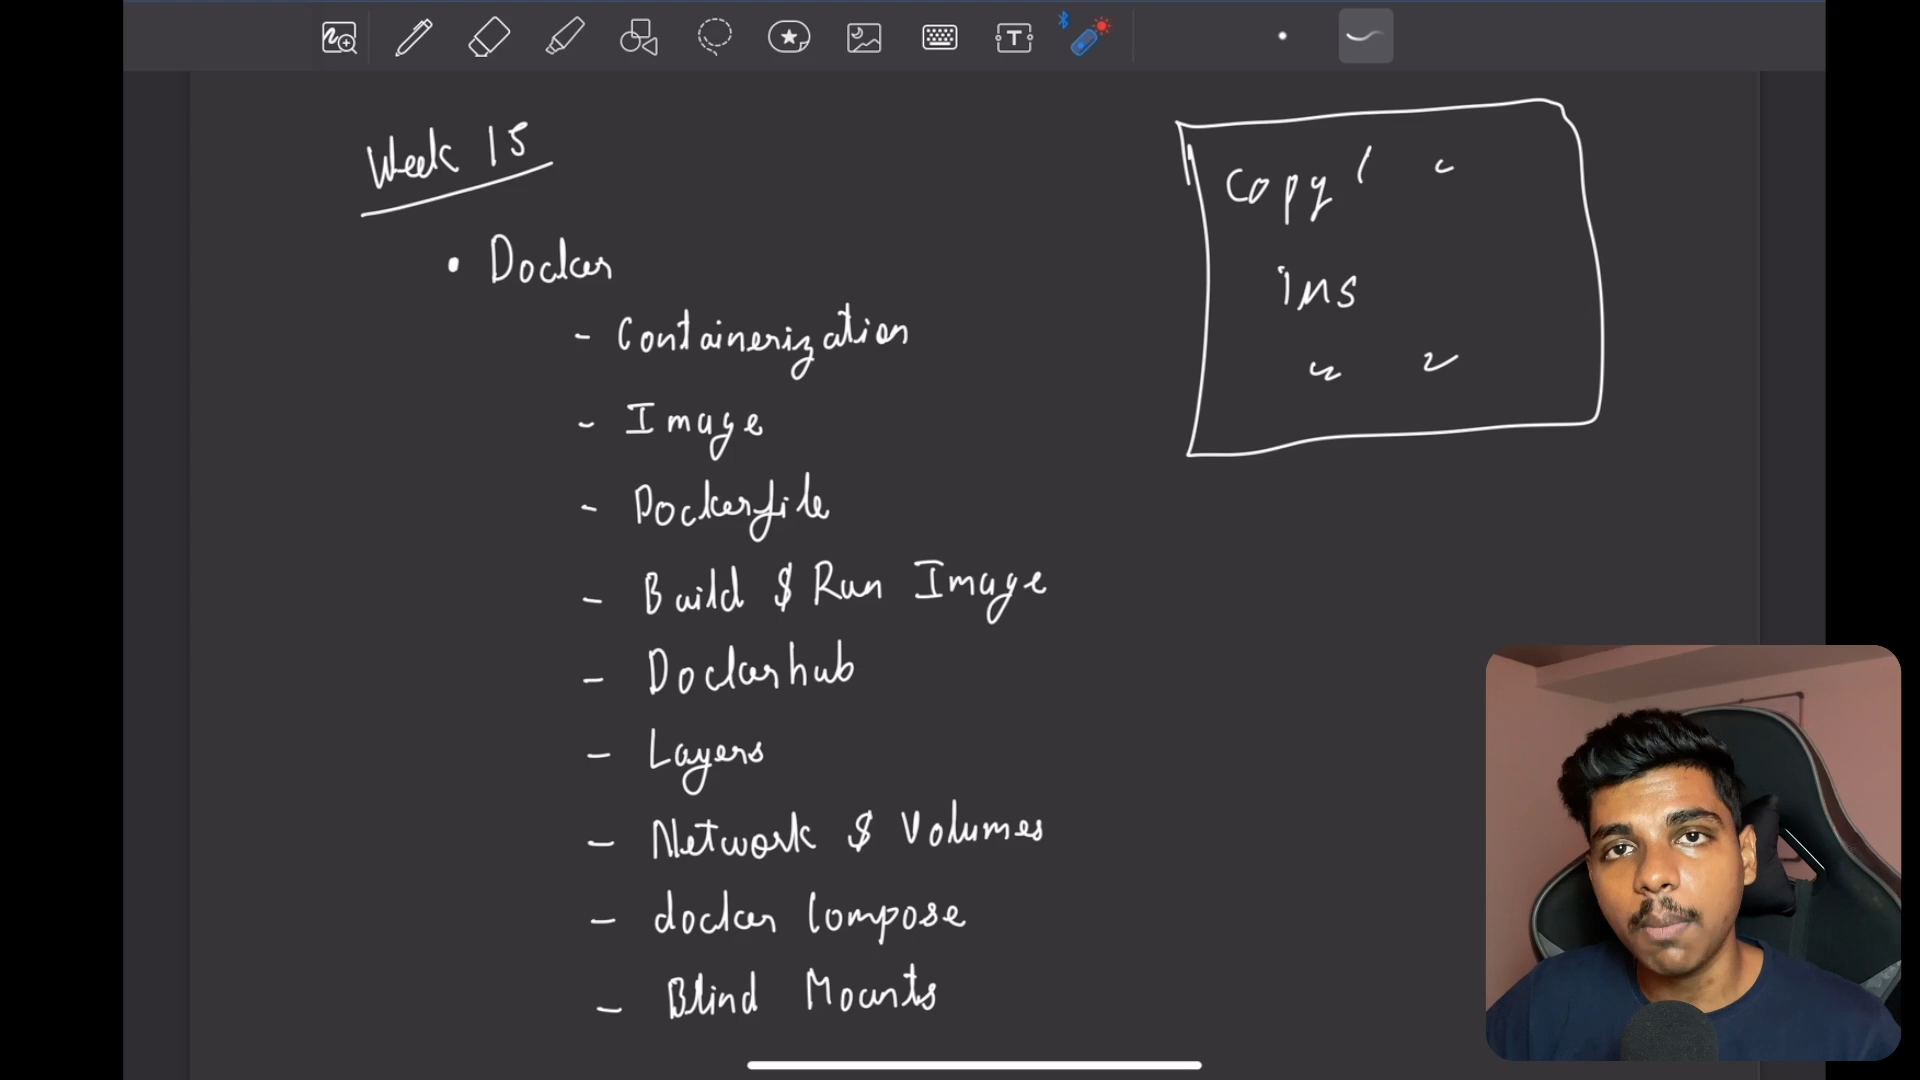 Week 15
• Docker
- Containerization
- Image
- Dockerfile
- Build & Run Image
- Dockerhub
- Layers
- Network & Volumes
- docker Compose
- Blind Mounts
Copy
ins
T